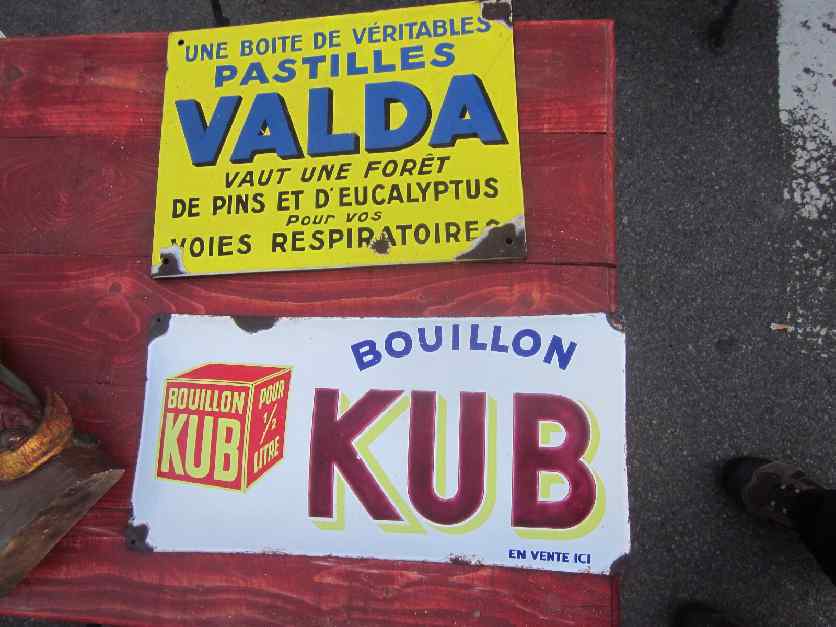 UNE BOITE DE VÉRITABLES
PASTILLES
VALDA
VAUT UNE FORÊT
DE PINS ET D'EUCALYPTUS
POUR VOS
VOIES RESPIRATOIRES
BOUILLON
KUB
EN VENTE ICI
BOUILLON
KUB
POUR
1/2
LITRE